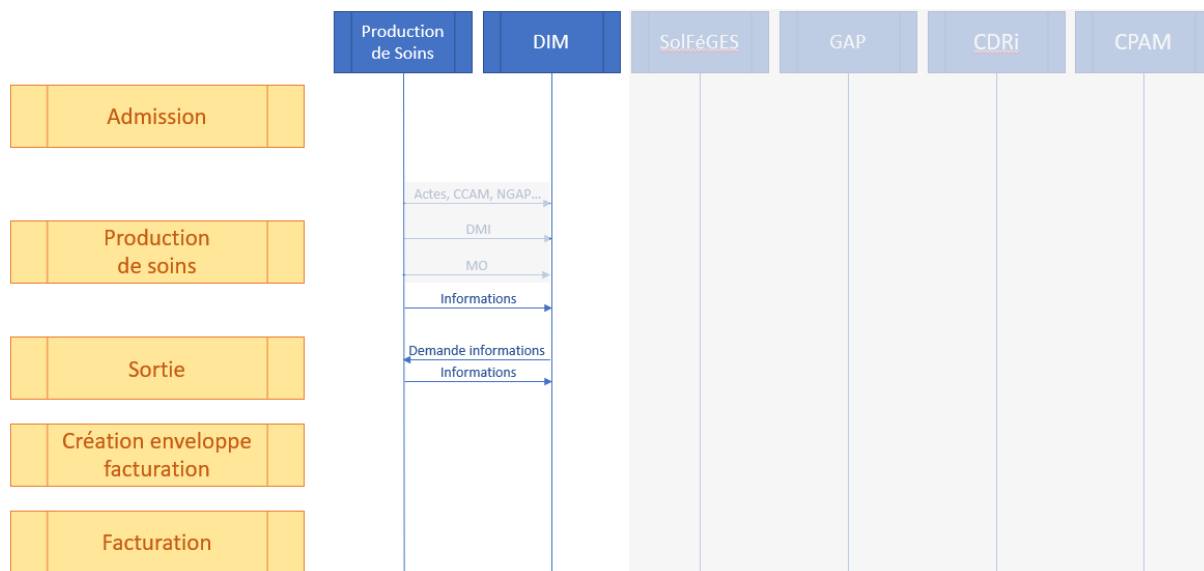 Production
de Soins
DIM
SolFéGES
GAP
CDRi
CPAM
Admission
Actes, CCAM, NGAP...
Production
de soins
DMI
MO
Informations
Demande informations
Sortie
Informations
Création enveloppe
facturation
Facturation